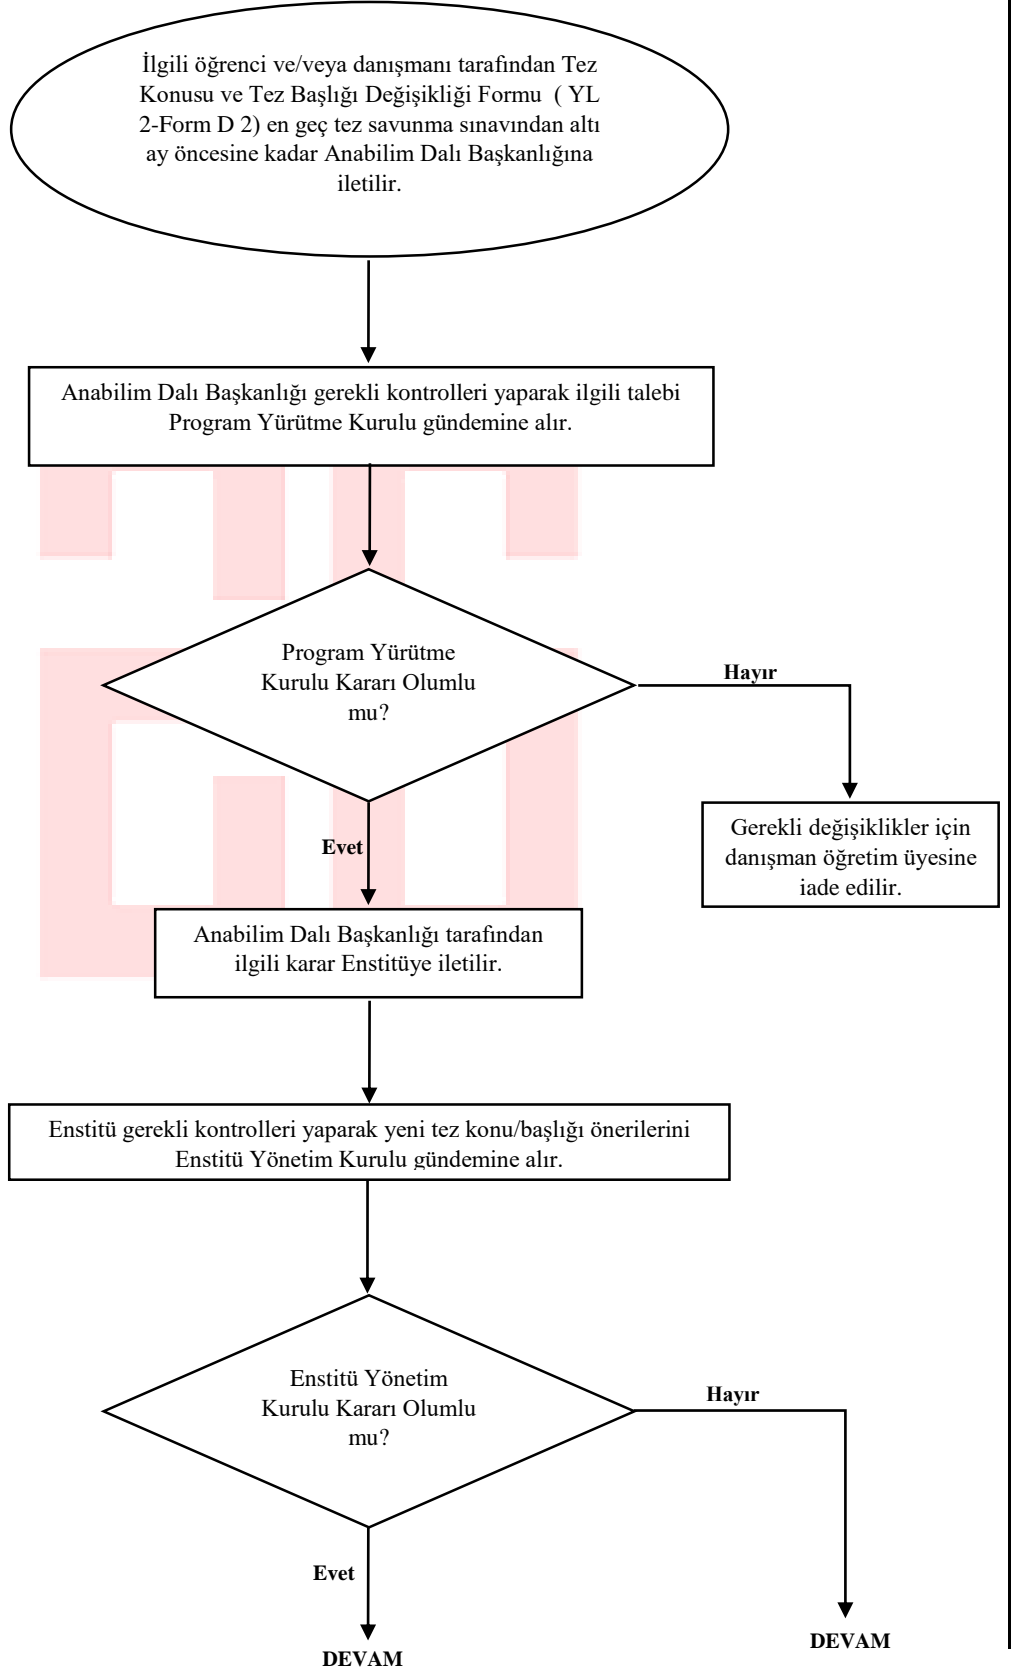 İlgili öğrenci ve/veya danışmanı tarafından Tez
Konusu ve Tez Başlığı Değişikliği Formu ( YL
2-Form D 2) en geç tez savunma sınavından altı
ay öncesine kadar Anabilim Dalı Başkanlığına
iletilir.
Anabilim Dalı Başkanlığı gerekli kontrolleri yaparak ilgili talebi
Program Yürütme Kurulu gündemine alır.
Program Yürütme
Kurulu Kararı Olumlu
mu?
Hayır
Gerekli değişiklikler için
danışman öğretim üyesine
iade edilir.
Evet
Anabilim Dalı Başkanlığı tarafından
ilgili karar Enstitüye iletilir.
Enstitü gerekli kontrolleri yaparak yeni tez konu/başlığı önerilerini
Enstitü Yönetim Kurulu gündemine alır.
Enstitü Yönetim
Kurulu Kararı Olumlu
mu?
Hayır
Evet
DEVAM
DEVAM